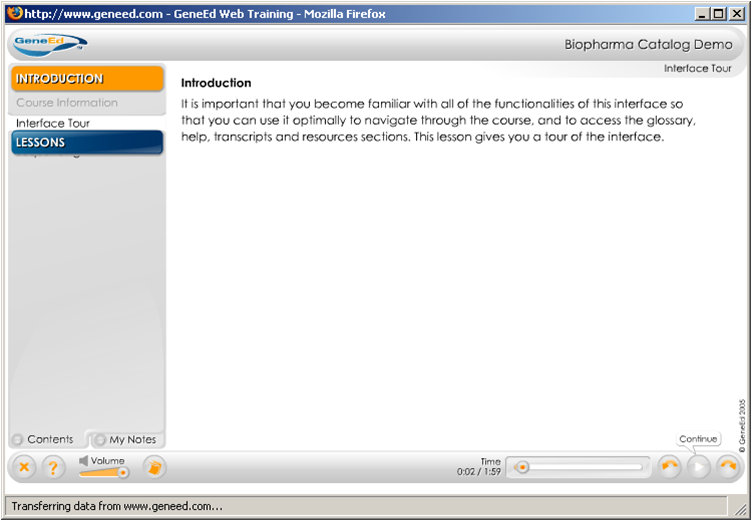 http://www.geneed.com - GeneEd Web Training - Mozilla Firefox
GeneEd
TM
Biopharma Catalog Demo
INTRODUCTION
Interface Tour
Course Information
Interface Tour
LESSONS
Introduction
It is important that you become familiar with all of the functionalities of this interface so
that you can use it optimally to navigate through the course, and to access the glossary,
help, transcripts and resources sections. This lesson gives you a tour of the interface.
© GeneEd 2005
Contents
My Notes
Continue
Volume
Time
0:02 / 1:59
Transferring data from www.geneed.com...